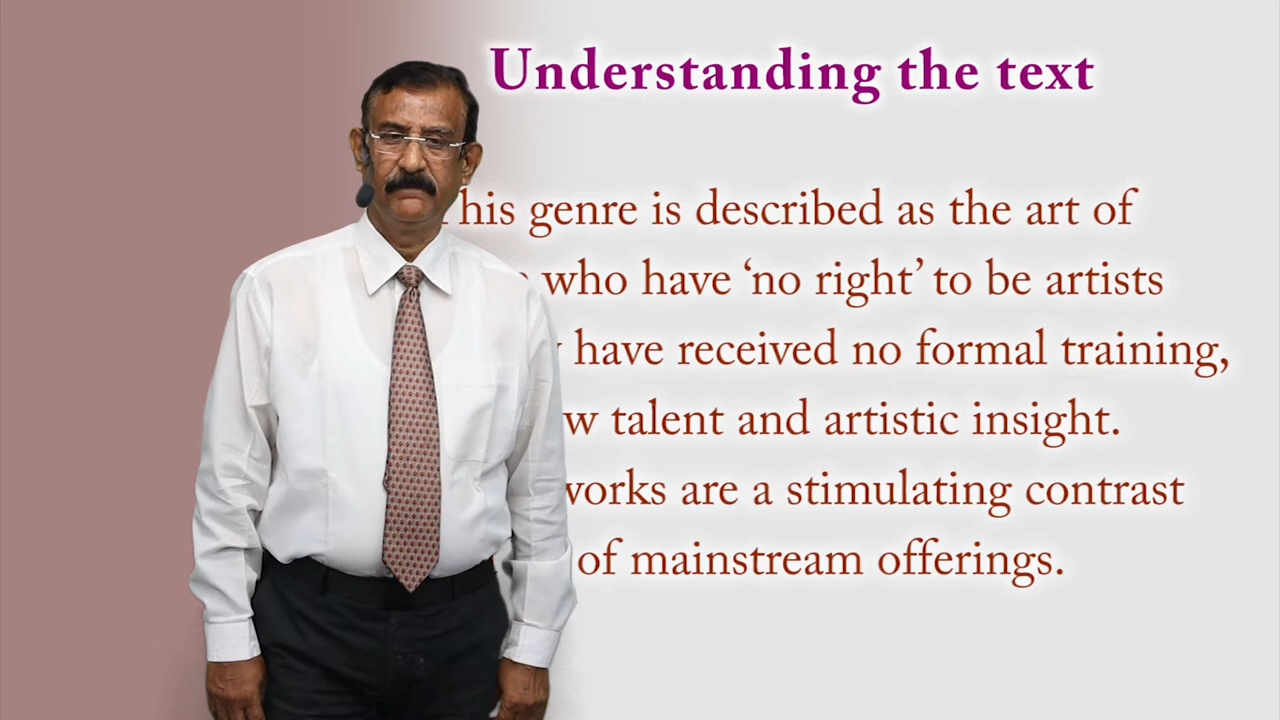 Understanding the text
his genre is described as the art of
who have ‘no right’ to be artists
have received no formal training,
talent and artistic insight.
works are a stimulating contrast
of mainstream offerings.